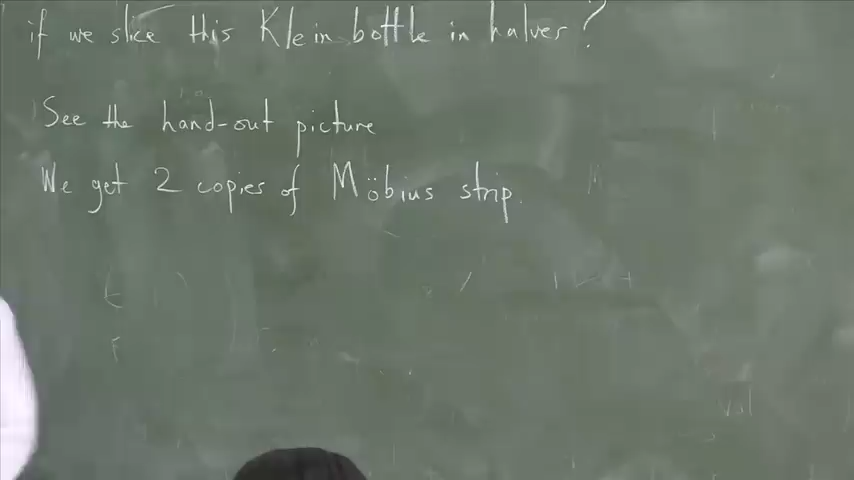 if we slice this Klein bottle in halves?
See the hand-out picture
We get 2 copies of Möbius strip.
vol